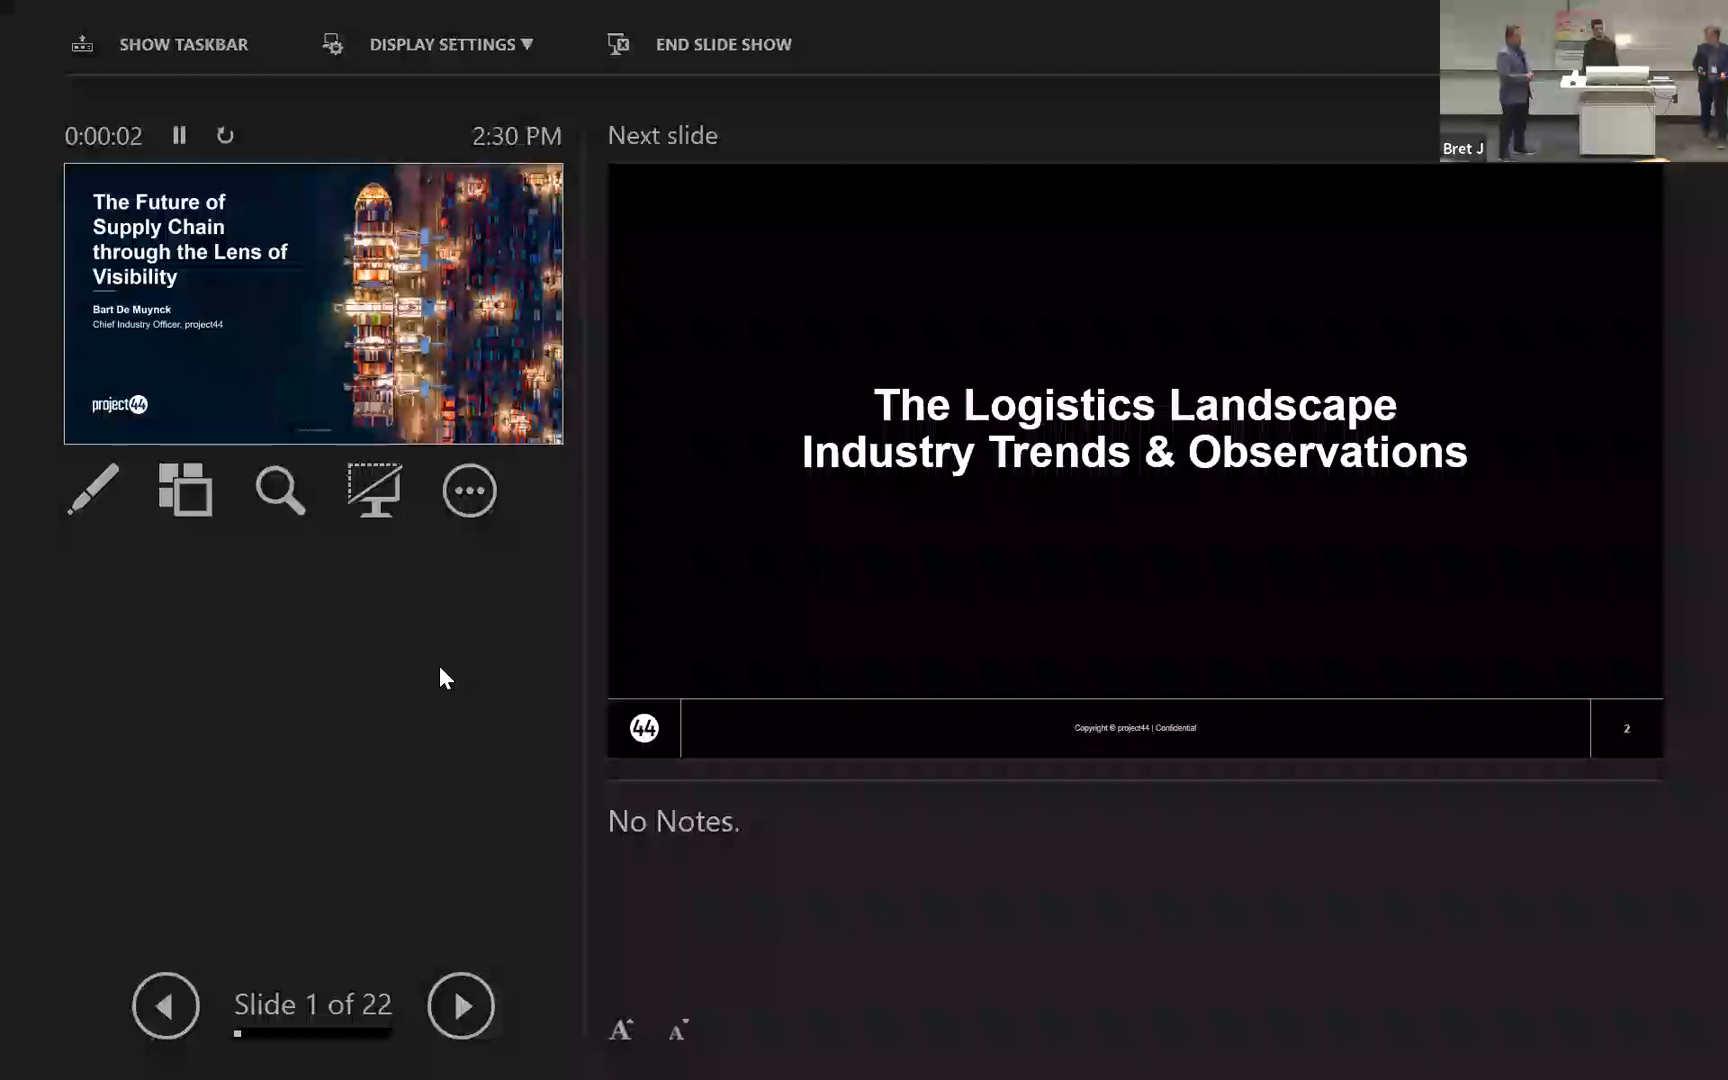 SHOW TASKBAR
DISPLAY SETTINGS ▼
END SLIDE SHOW
Bret J
0:00:02
2:30 PM
Next slide
The Future of
Supply Chain
through the Lens of
Visibility
Bart De Muynck
Chief Industry Officer, project44
project44
The Logistics Landscape
Industry Trends & Observations
44
Copyright © project44 | Confidential
2
No Notes.
Slide 1 of 22
A A